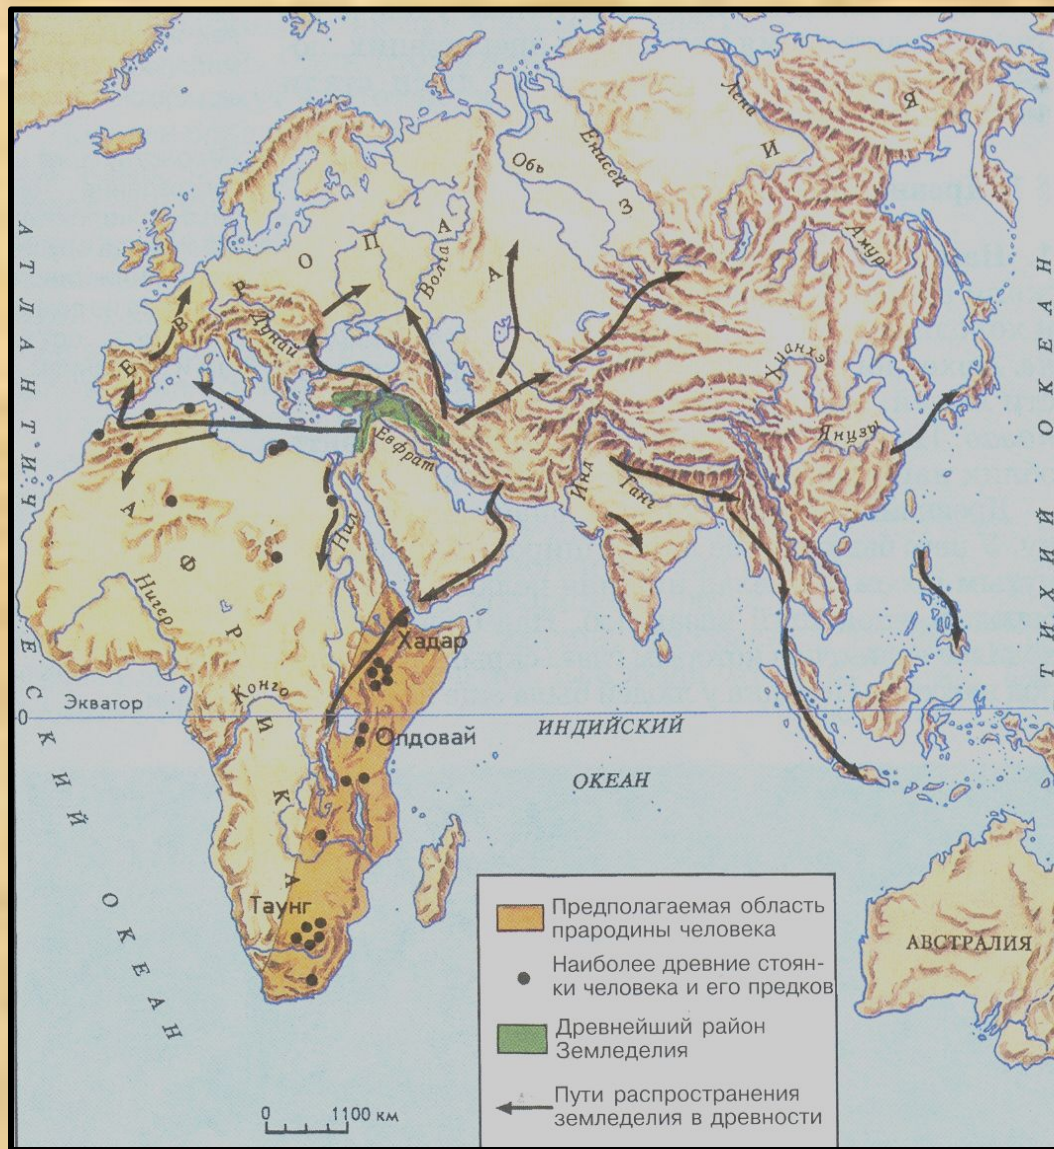 Лена
Я
И
Обь
Енисей
З
А
ЕВРОПА
Волга
Дунай
Амур
Хуанхэ
Янцзы
Евфрат
Инд
Ганг
АТЛАНТИЧЕСКИЙ ОКЕАН
ТИХИЙ ОКЕАН
АФРИКА
Нил
Нигер
Хадар
Конго
Экватор
0
Олдовай
ИНДИЙСКИЙ
ОКЕАН
Таунг
АВСТРАЛИЯ
Предполагаемая область
прародины человека
Наиболее древние стоян-
ки человека и его предков
Древнейший район
Земледелия
Пути распространения
земледелия в древности
0 1100 км